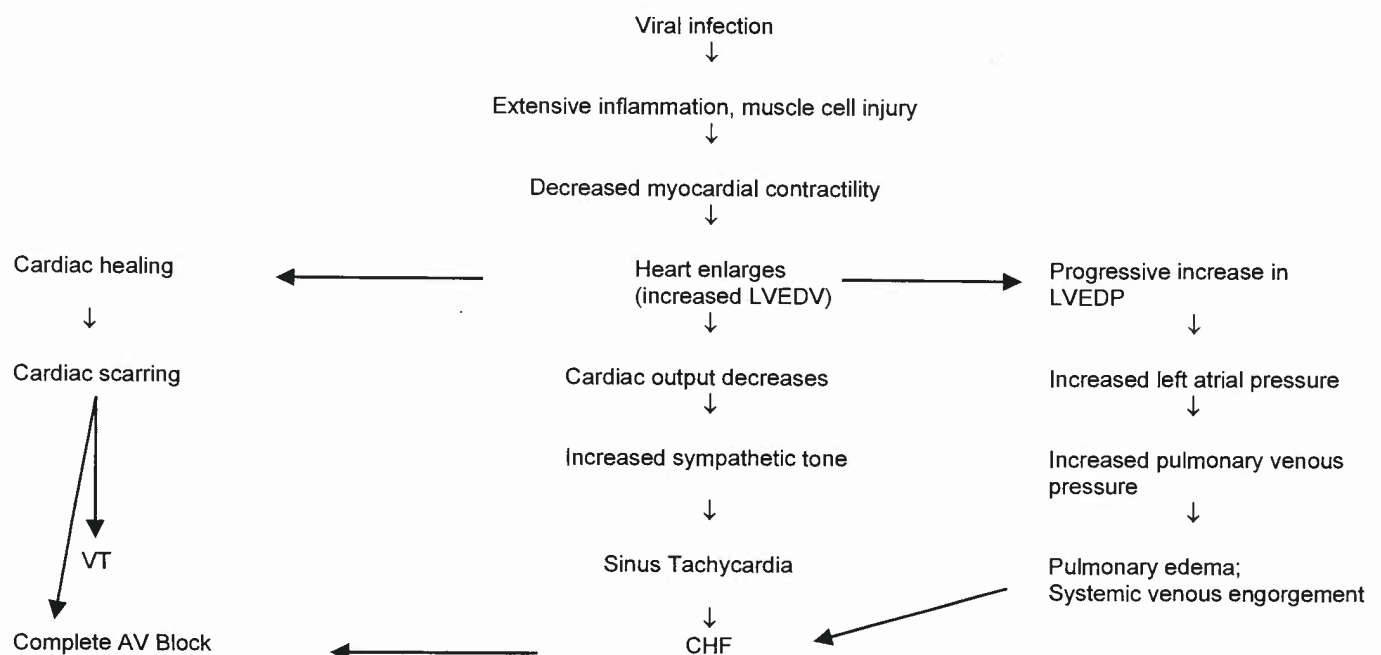 Viral infection
↓
Extensive inflammation, muscle cell injury
↓
Decreased myocardial contractility
↓
Cardiac healing
↓
Cardiac scarring
VT
Complete AV Block
Heart enlarges
(increased LVEDV)
↓
Cardiac output decreases
↓
Increased sympathetic tone
↓
Sinus Tachycardia
↓
CHF
Progressive increase in
LVEDP
↓
Increased left atrial pressure
↓
Increased pulmonary venous
pressure
↓
Pulmonary edema;
Systemic venous engorgement